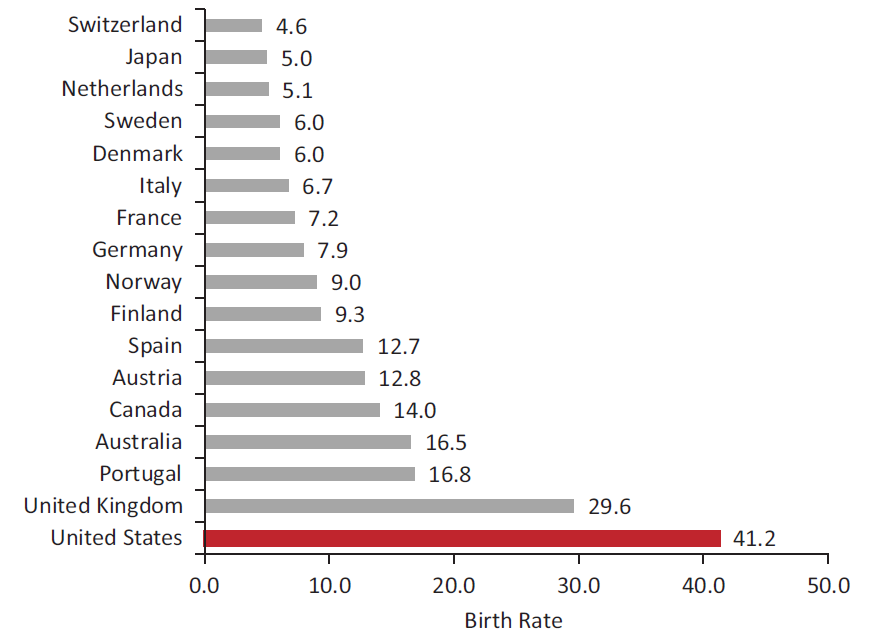 Switzerland 4.6
Japan 5.0
Netherlands 5.1
Sweden 6.0
Denmark 6.0
Italy 6.7
France 7.2
Germany 7.9
Norway 9.0
Finland 9.3
Spain 12.7
Austria 12.8
Canada 14.0
Australia 16.5
Portugal 16.8
United Kingdom 29.6
United States 41.2
0.0 10.0 20.0 30.0 40.0 50.0
Birth Rate